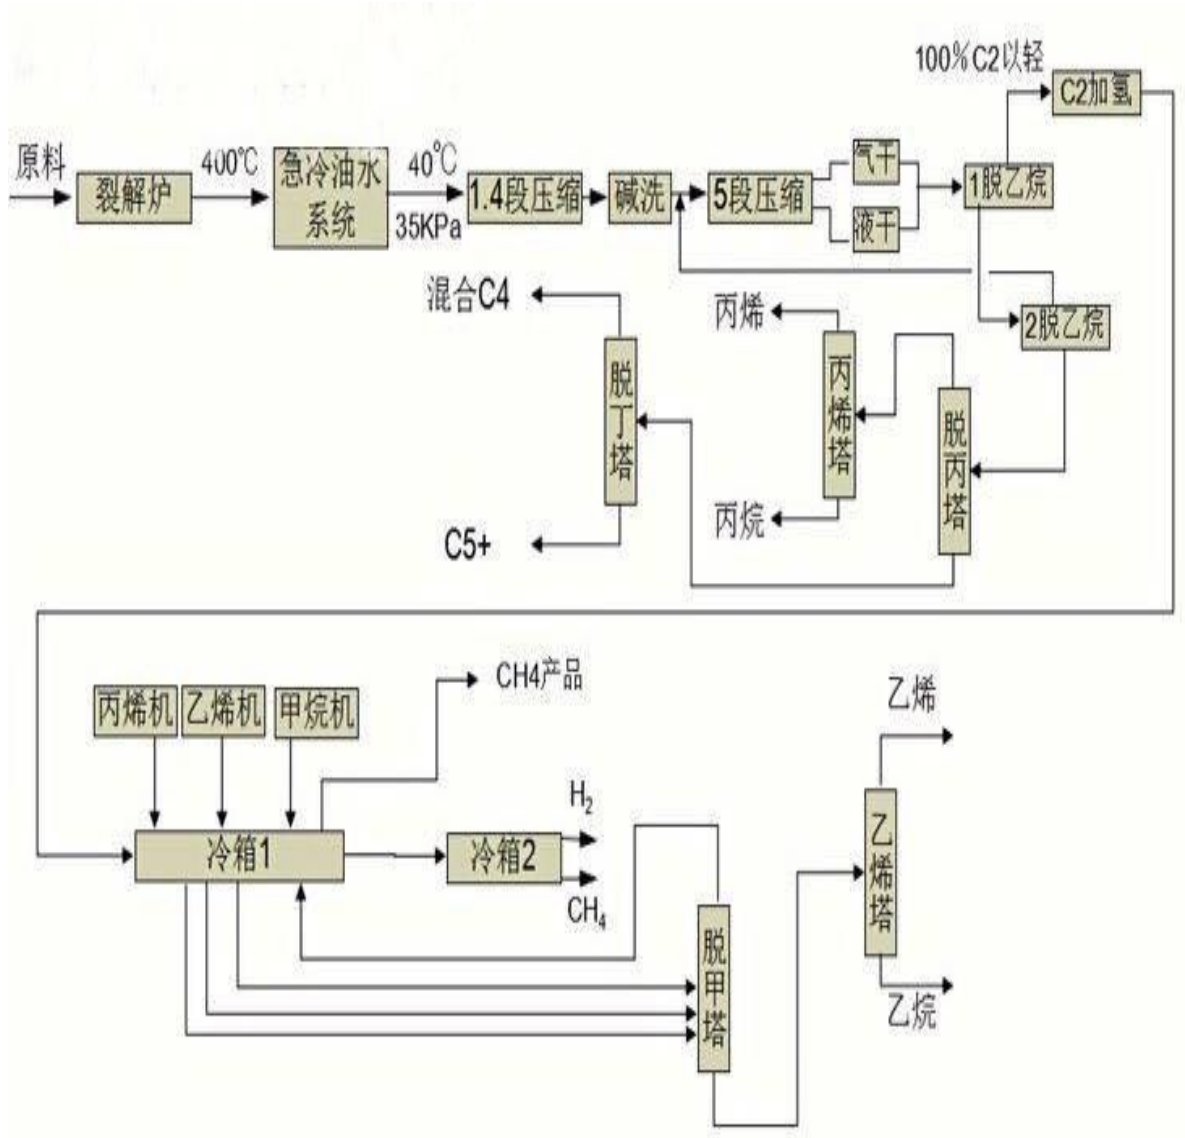 100%C2以轻
C2加氢
原料
裂解炉
400℃
急冷油水
系统
40℃
35KPa
1.4段压缩
碱洗
5段压缩
气干
液干
1脱乙烷
2脱乙烷
混合C4
脱丁塔
C5+
丙烯
丙烯塔
丙烷
脱丙塔
丙烯机
乙烯机
甲烷机
CH4产品
冷箱1
冷箱2
H2
CH4
脱甲塔
乙烯
乙烯塔
乙烷